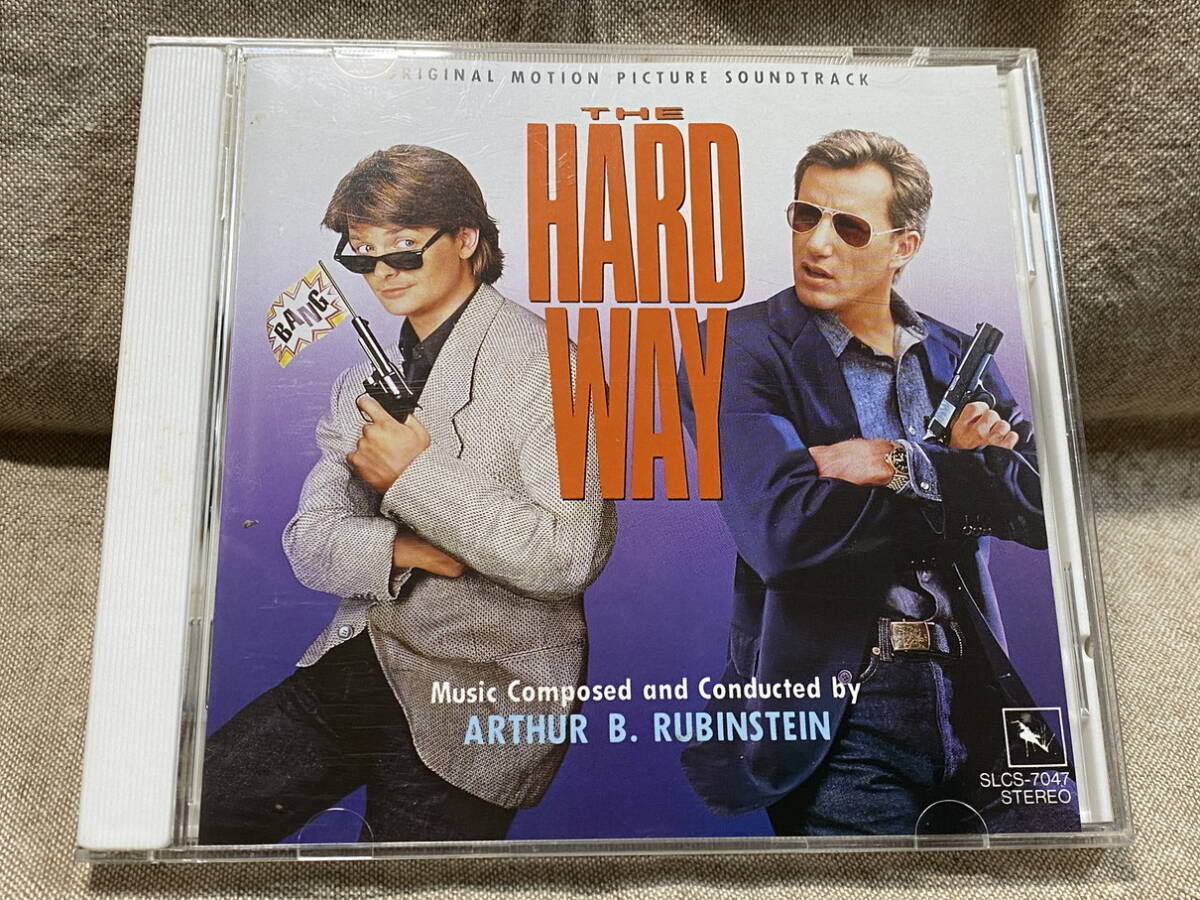 ORIGINAL MOTION PICTURE SOUNDTRACK
THE
HARD
WAY
BANG
Music Composed and Conducted by
ARTHUR B. RUBINSTEIN
SLCS-7047
STEREO